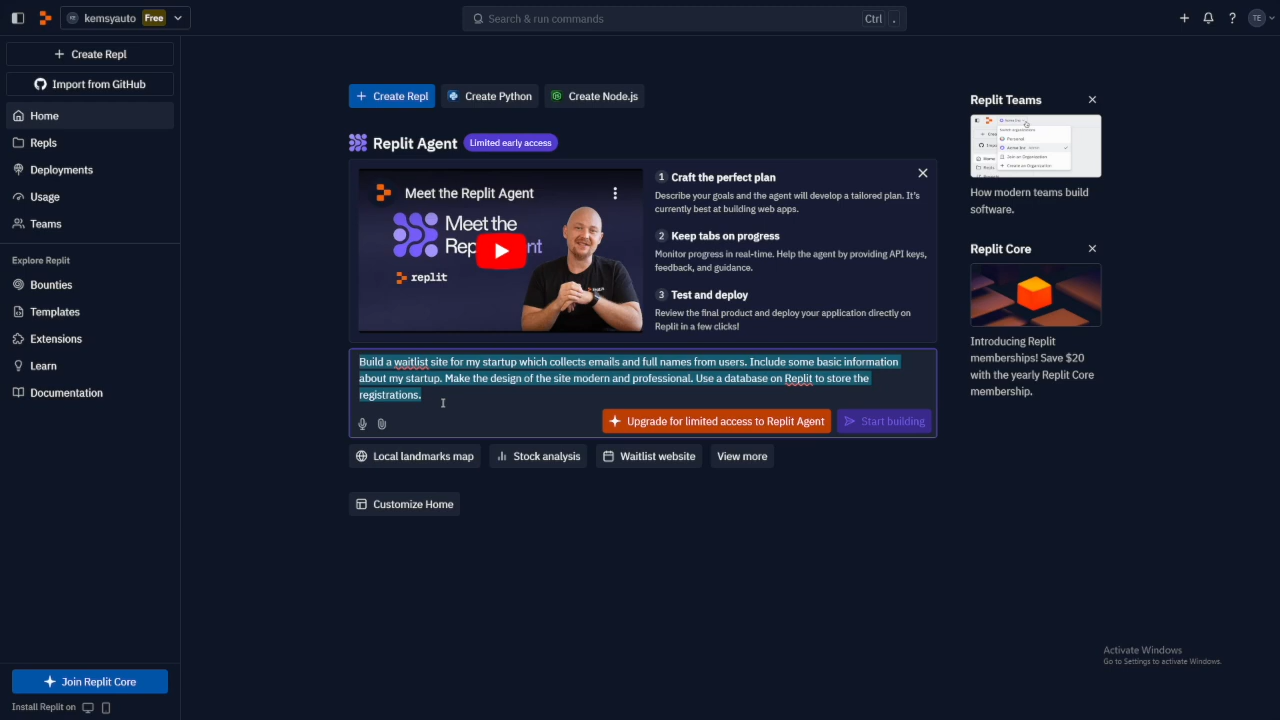 kemsyauto Free
Search & run commands
Ctrl .
TE
Create Repl
Import from GitHub
Home
Repls
Deployments
Usage
Teams
Explore Replit
Bounties
Templates
Extensions
Learn
Documentation
Join Replit Core
Install Replit on
Create Repl
Create Python
Create Node.js
Replit Agent Limited early access
Meet the Replit Agent
Meet the
replit
1 Craft the perfect plan
Describe your goals and the agent will develop a tailored plan. It's
currently best at building web apps.
2 Keep tabs on progress
Monitor progress in real-time. Help the agent by providing API keys,
feedback, and guidance.
3 Test and deploy
Review the final product and deploy your application directly on
Replit in a few clicks!
Build a waitlist site for my startup which collects emails and full names from users. Include some basic information
about my startup. Make the design of the site modern and professional. Use a database on Replit to store the
registrations.
Upgrade for limited access to Replit Agent
Start building
Local landmarks map
Stock analysis
Waitlist website
View more
Customize Home
Replit Teams
How modern teams build
software.
Replit Core
Introducing Replit
memberships! Save $20
with the yearly Replit Core
membership.
Activate Windows
Go to Settings to activate Windows.